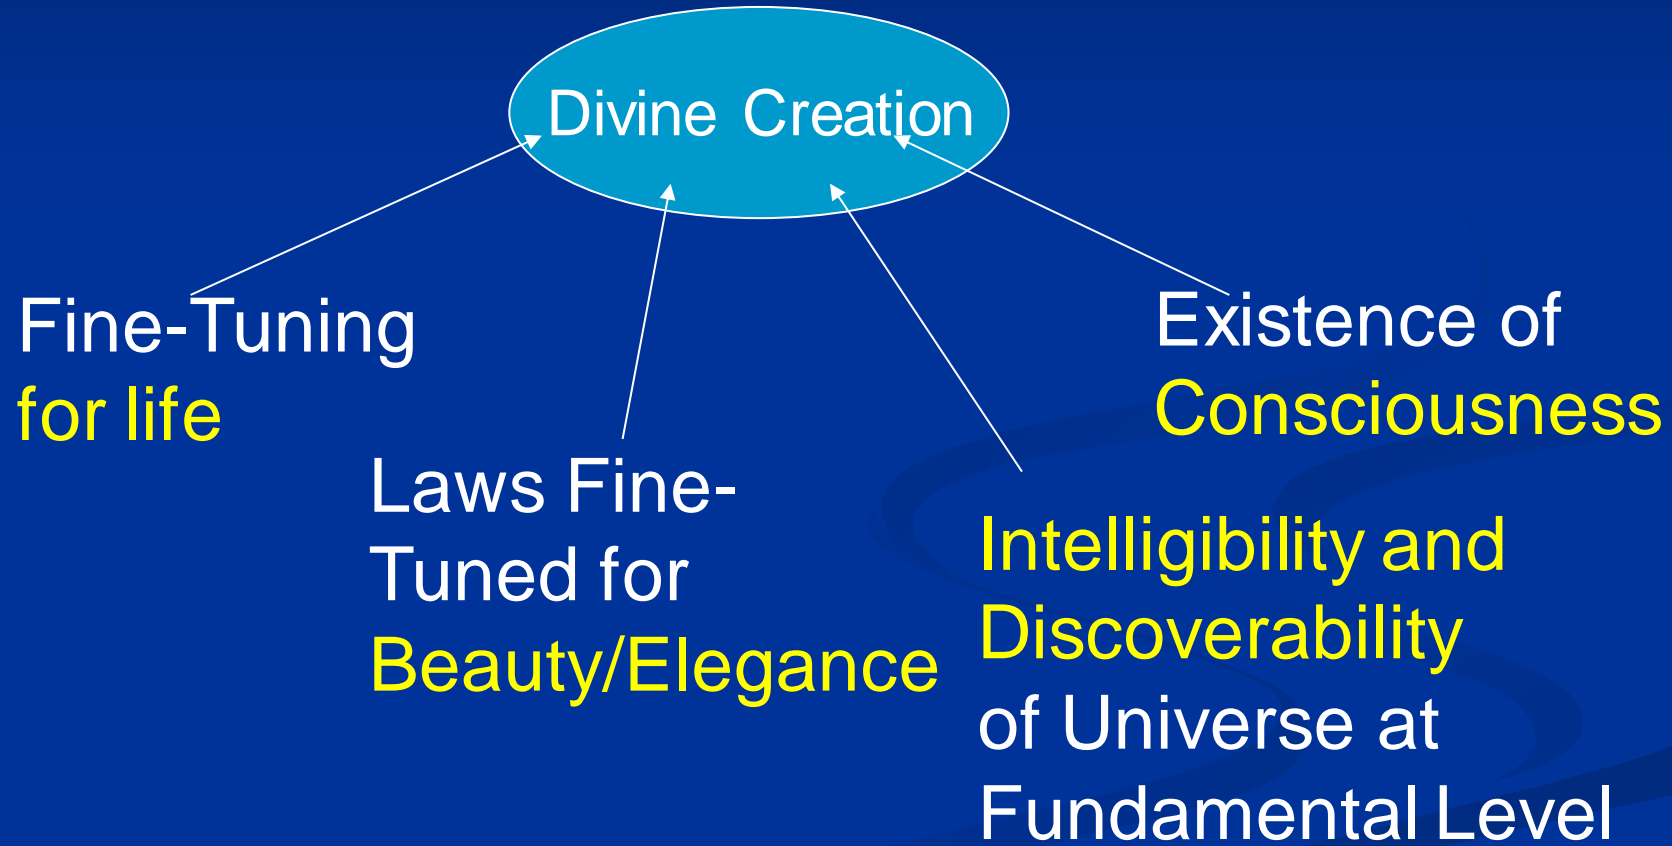 Divine Creation
Fine-Tuning
for life
Laws Fine-
Tuned for
Beauty/Elegance
Intelligibility and
Discoverability
of Universe at
Fundamental Level
Existence of
Consciousness